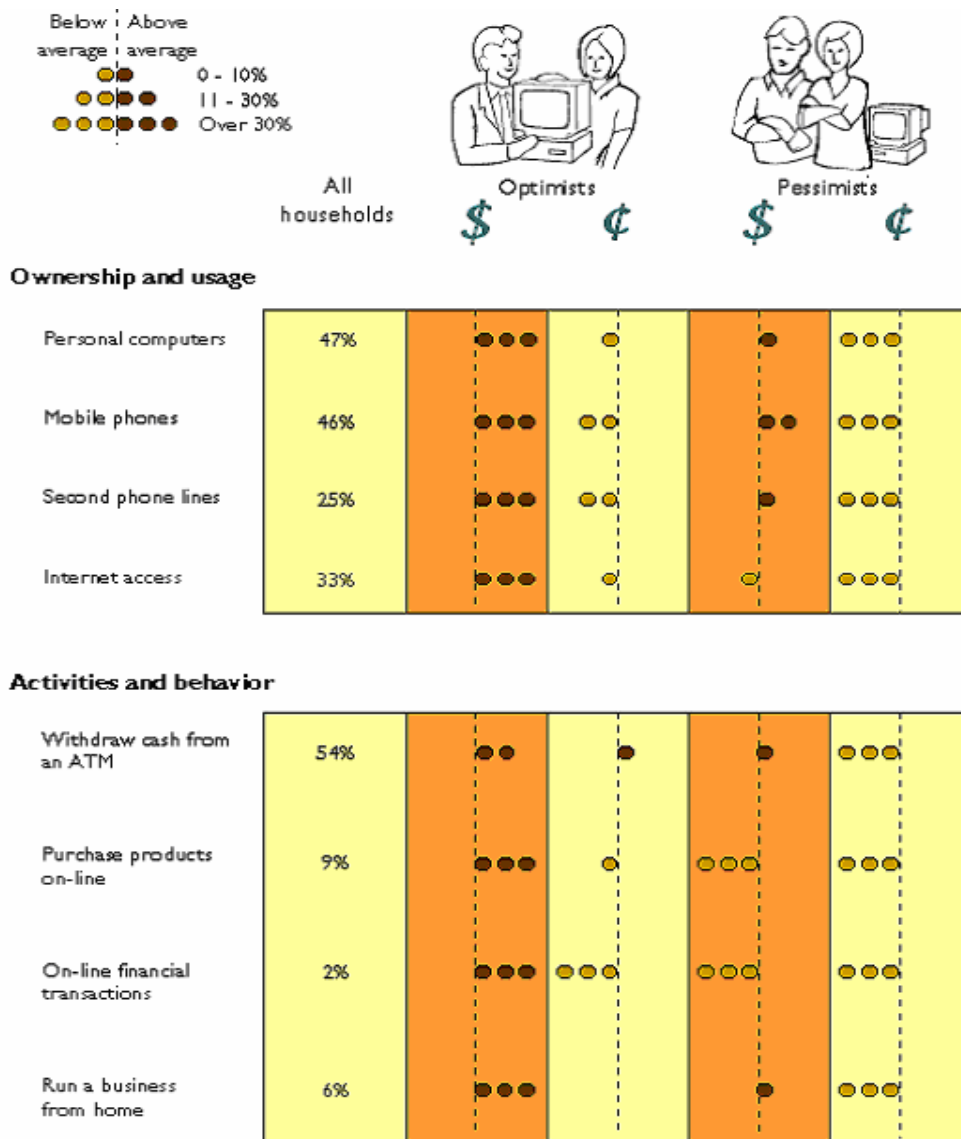 Below Above
average average
0 - 10%
11 - 30%
Over 30%
All
households
Optimists
Pessimists
$ ¢ $ ¢
Ownership and usage
Personal computers 47%
Mobile phones 46%
Second phone lines 25%
Internet access 33%
Activities and behavior
Withdraw cash from
an ATM 54%
Purchase products
on-line 9%
On-line financial
transactions 2%
Run a business
from home 6%